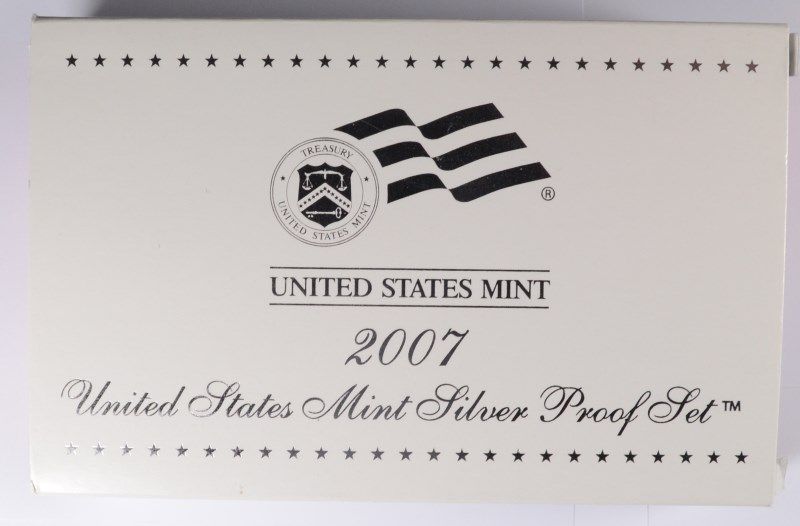 TREASURY
UNITED STATES MINT
®
UNITED STATES MINT
2007
United States Mint Silver Proof Set™